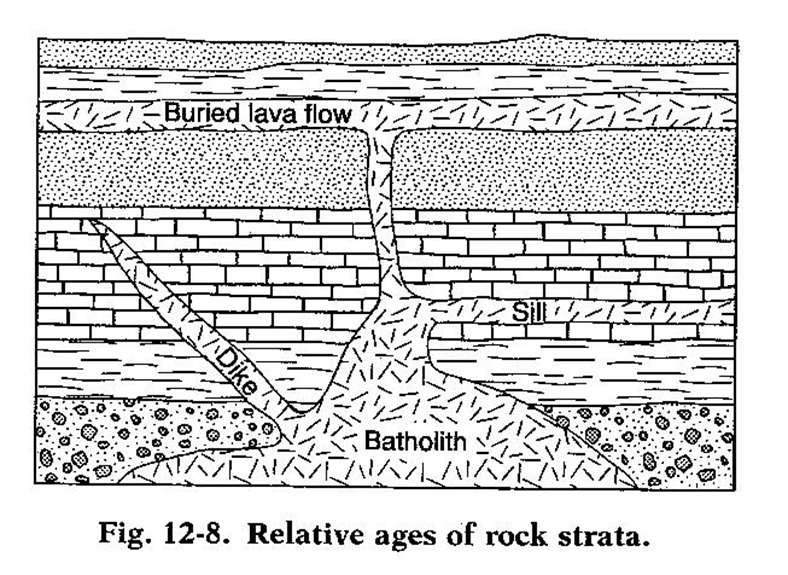 Buried lava flow
Sill
Dike
Batholith
Fig. 12-8. Relative ages of rock strata.